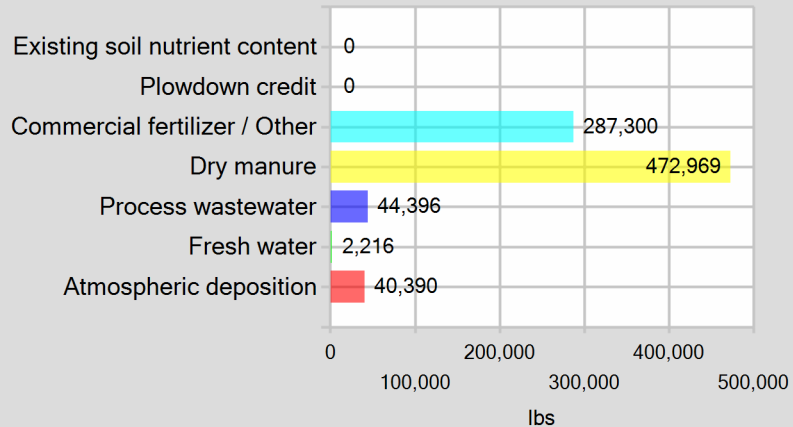 Existing soil nutrient content 0
Plowdown credit 0
Commercial fertilizer / Other 287,300
Dry manure 472,969
Process wastewater 44,396
Fresh water 2,216
Atmospheric deposition 40,390
0 200,000 400,000
100,000 300,000 500,000
lbs